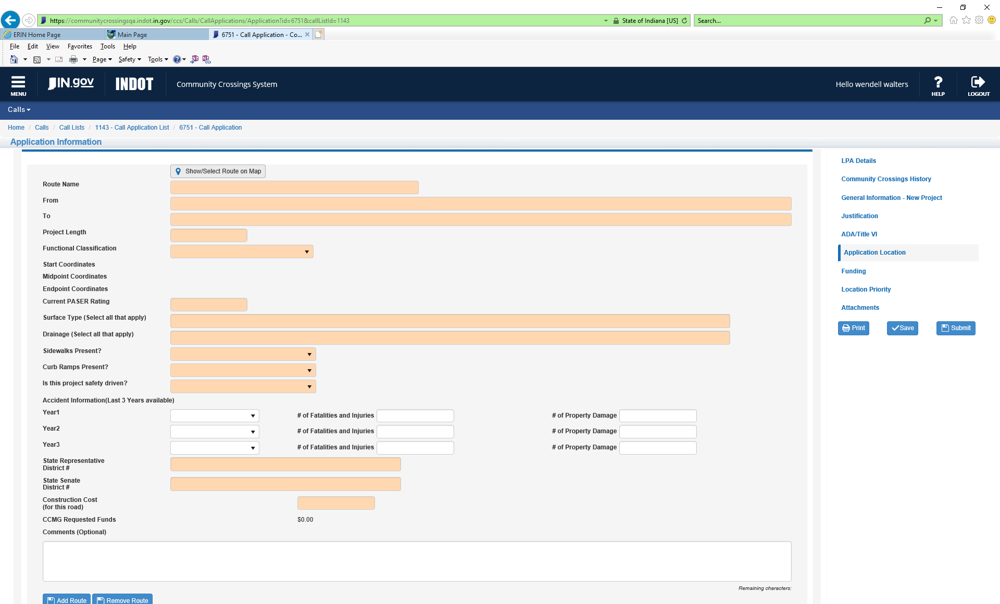 https://communitycrossingsqa.indot.in.gov/ccs/Calls/CallApplications/Application?id=6751&callListId=1143 State of Indiana [US] Search...
ERIN Home Page Main Page 6751 - Call Application - Co...
File Edit View Favorites Tools Help
Page Safety Tools
MENU IN.gov INDOT Community Crossings System Hello wendell walters ? HELP LOGOUT
Calls
Home / Calls / Call Lists / 1143 - Call Application List / 6751 - Call Application
Application Information
Show/Select Route on Map
Route Name
From
To
Project Length
Functional Classification
Start Coordinates
Midpoint Coordinates
Endpoint Coordinates
Current PASER Rating
Surface Type (Select all that apply)
Drainage (Select all that apply)
Sidewalks Present?
Curb Ramps Present?
Is this project safety driven?
Accident Information(Last 3 Years available)
Year1 # of Fatalities and Injuries # of Property Damage
Year2 # of Fatalities and Injuries # of Property Damage
Year3 # of Fatalities and Injuries # of Property Damage
State Representative
District #
State Senate
District #
Construction Cost
(for this road)
CCMG Requested Funds $0.00
Comments (Optional)
Remaining characters:
Add Route Remove Route
LPA Details
Community Crossings History
General Information - New Project
Justification
ADA/Title VI
Application Location
Funding
Location Priority
Attachments
Print Save Submit